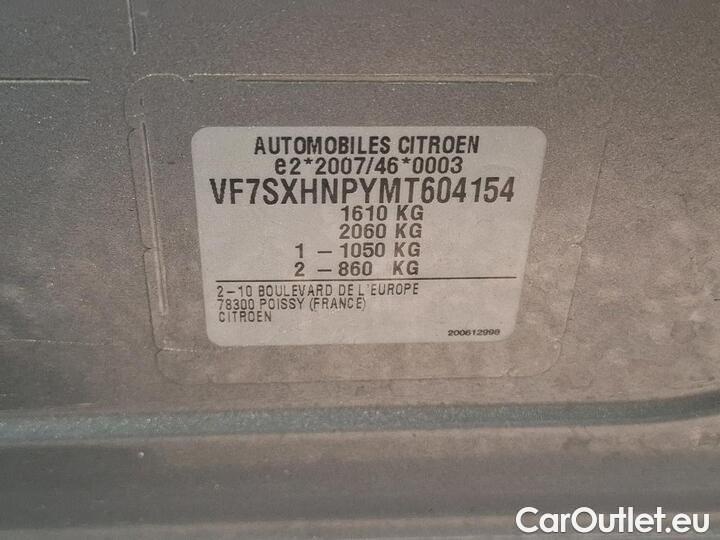 AUTOMOBILES CITROEN
e2*2007/46*0003
VF7SXHNPYMT604154
1610 KG
2060 KG
1 - 1050 KG
2 - 860 KG
2-10 BOULEVARD DE L'EUROPE
78300 POISSY (FRANCE)
CITROEN
200612998
CarOutlet.eu